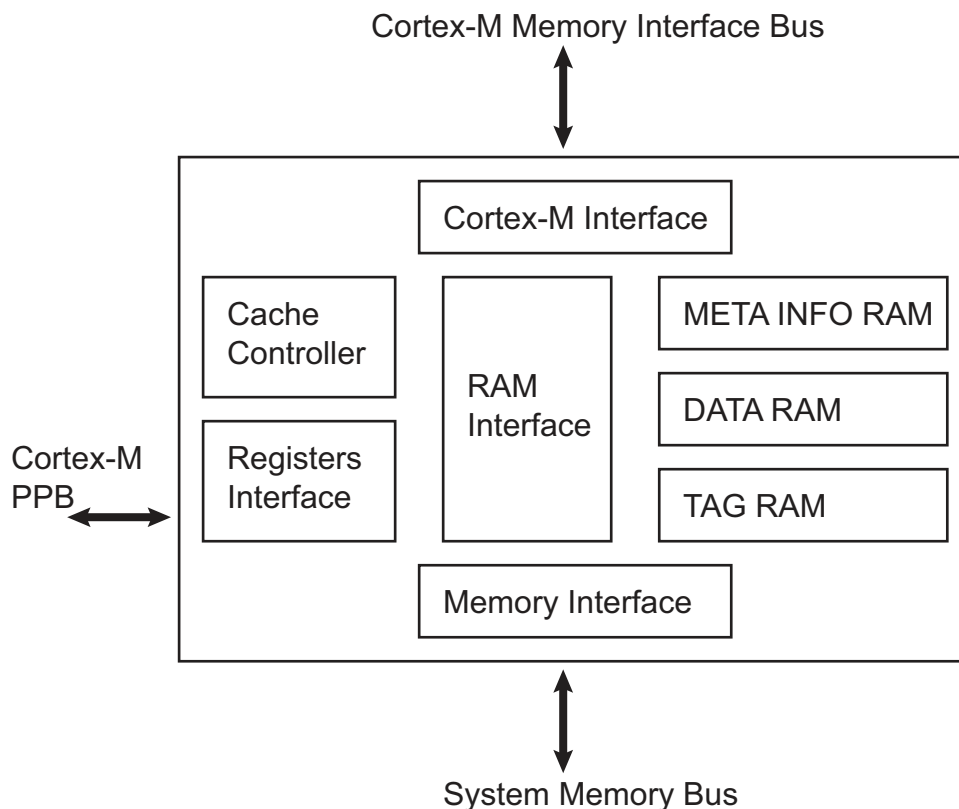 Cortex-M Memory Interface Bus
Cortex-M Interface
Cache
Controller
RAM
Interface
META INFO RAM
DATA RAM
Cortex-M
PPB
Registers
Interface
TAG RAM
Memory Interface
System Memory Bus